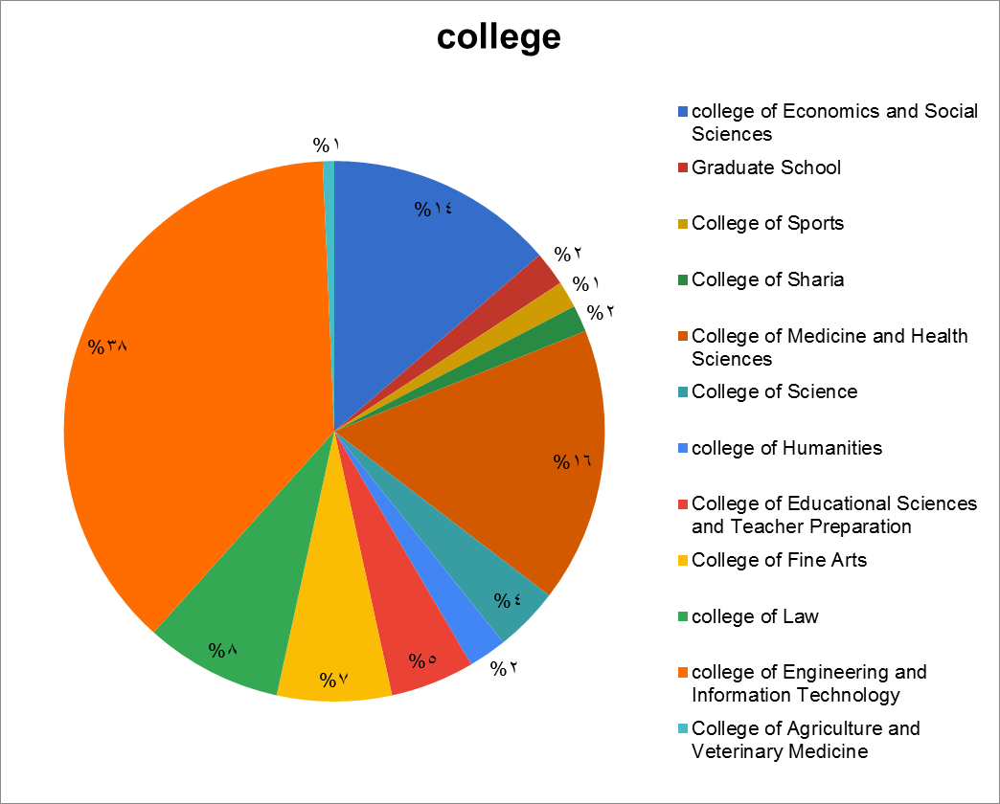 college
%١
%١٤
%٢
%١
%٢
%٣٨
%١٦
%٤
%٢
%٥
%٧
%٨
college of Economics and Social
Sciences
Graduate School
College of Sports
College of Sharia
College of Medicine and Health
Sciences
College of Science
college of Humanities
College of Educational Sciences
and Teacher Preparation
College of Fine Arts
college of Law
college of Engineering and
Information Technology
College of Agriculture and
Veterinary Medicine